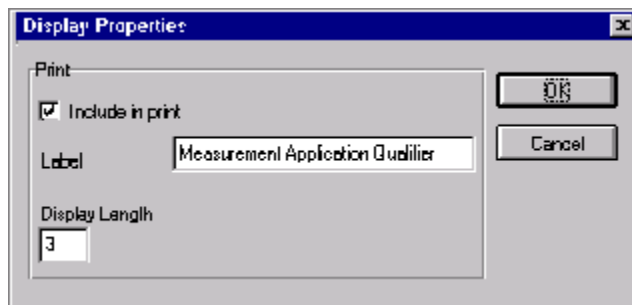 Display Properties
Print
Include in print
OK
Label
Measurement Application Qualifier
Cancel
Display Length
3